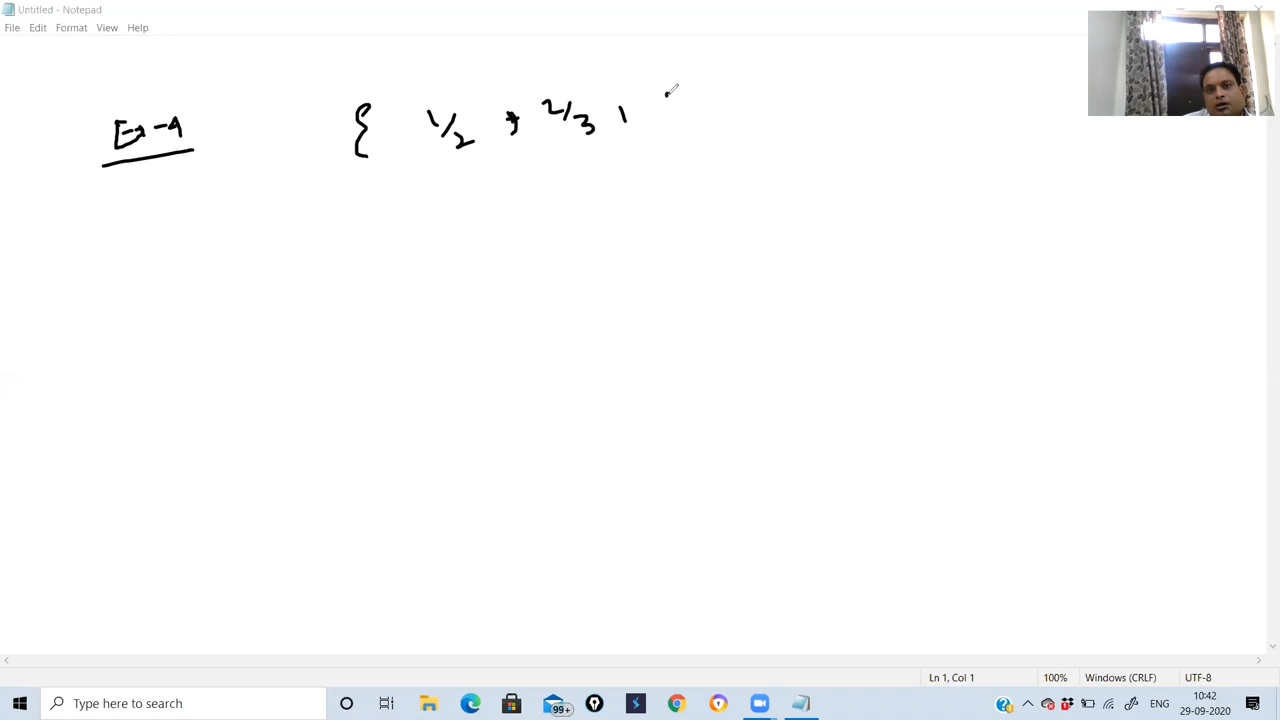 Untitled - Notepad
File Edit Format View Help
Ex-4 { 1/2 , 2/3 ,
Ln 1, Col 1 100% Windows (CRLF) UTF-8
Type here to search 99+ ENG 10:42
29-09-2020